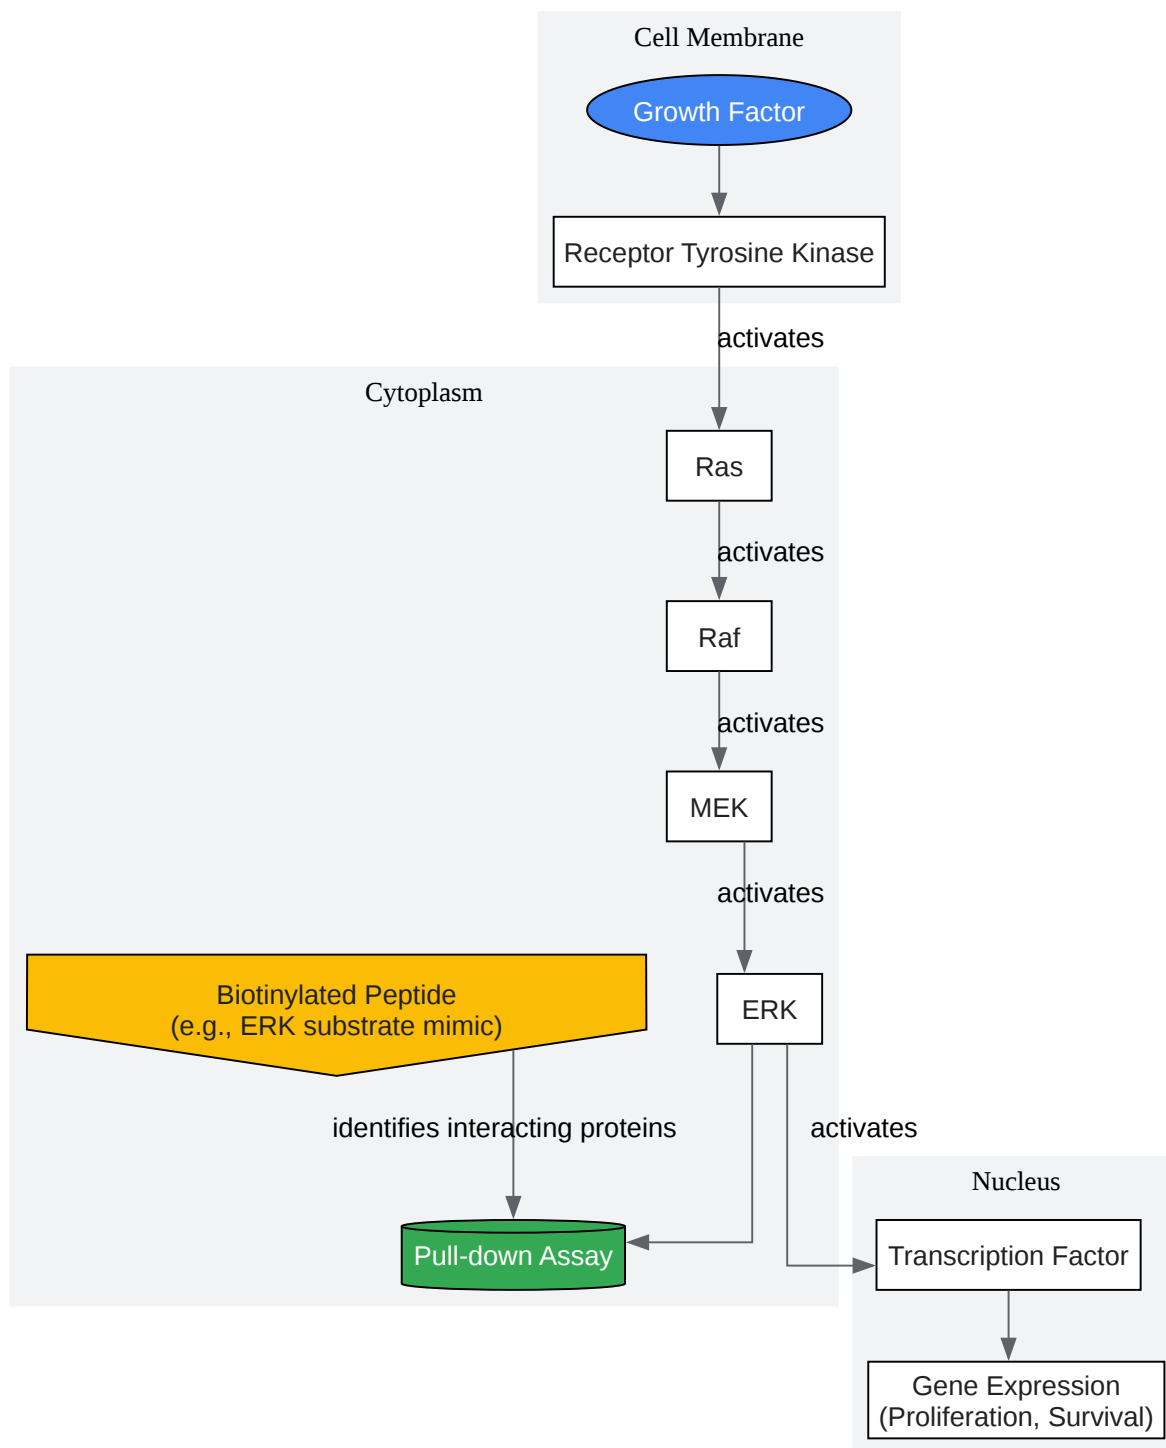 Cell Membrane
Growth Factor
Receptor Tyrosine Kinase
activates
Cytoplasm
Ras
activates
Raf
activates
MEK
activates
Biotinylated Peptide
(e.g., ERK substrate mimic)
ERK
identifies interacting proteins
activates
Nucleus
Pull-down Assay
Transcription Factor
Gene Expression
(Proliferation, Survival)